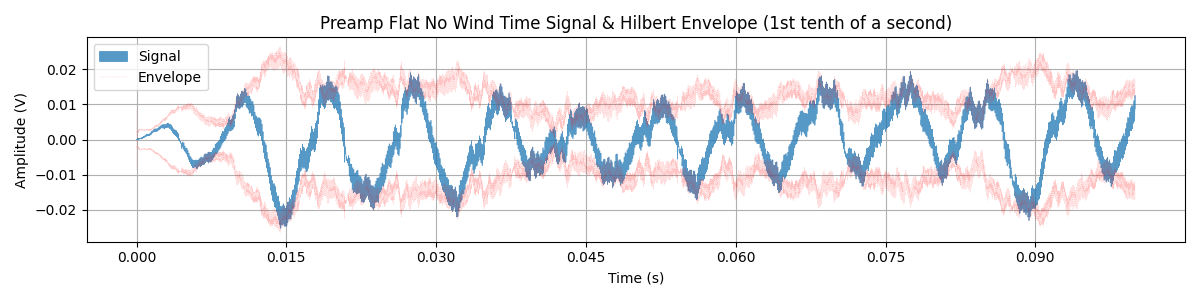 Preamp Flat No Wind Time Signal & Hilbert Envelope (1st tenth of a second)
Signal
Envelope
Amplitude (V)
0.02
0.01
0.00
−0.01
−0.02
0.000 0.015 0.030 0.045 0.060 0.075 0.090
Time (s)